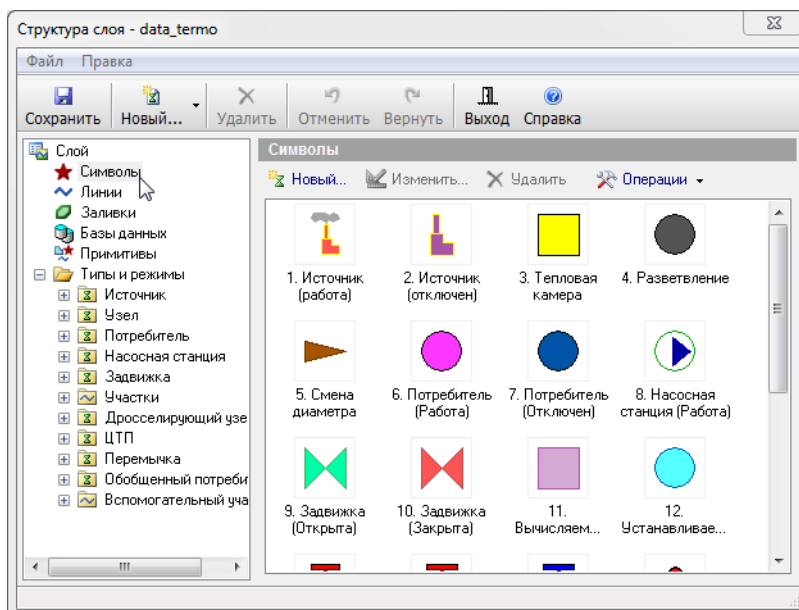 Структура слоя - data_termo
Файл Правка
Сохранить Новый... Удалить Отменить Вернуть Выход Справка
Слой
Символы
Линии
Заливки
Базы данных
Примитивы
Типы и режимы
Источник
Узел
Потребитель
Насосная станция
Задвижка
Участки
Дросселирующий узе
ЦТП
Перемычка
Обобщенный потреби
Вспомогательный уча
Символы
Новый... Изменить... Удалить Операции
1. Источник
(работа)
2. Источник
(отключен)
3. Тепловая
камера
4. Разветвление
5. Смена
диаметра
6. Потребитель
(Работа)
7. Потребитель
(Отключен)
8. Насосная
станция (Работа)
9. Задвижка
(Открыта)
10. Задвижка
(Закрыта)
11.
Вычисляем...
12.
Устанавливае...